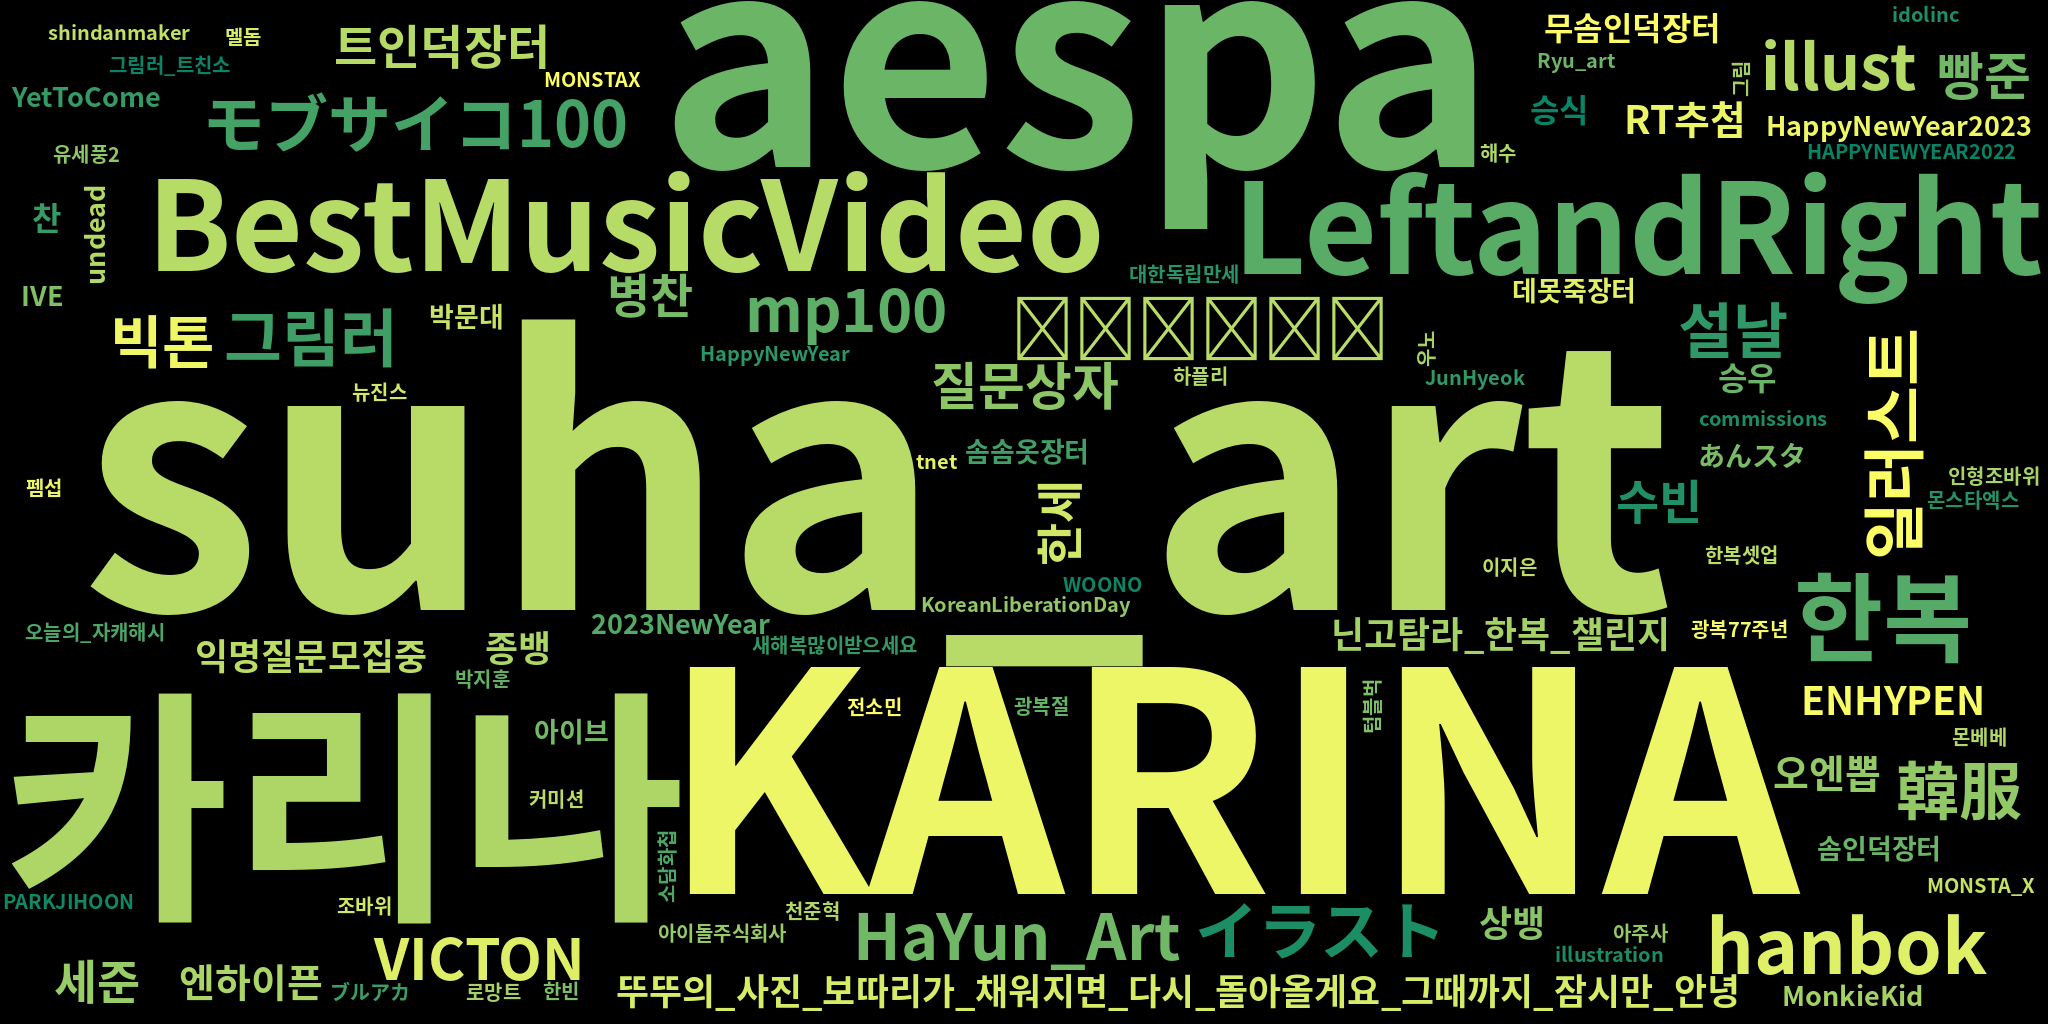 aespa
shindanmaker
멜돔
트인덕장터
무솜인덕장터
idolinc
그림러_트친소
MONSTAX
Ryu_art
그림
illust
빵준
YetToCome
モブサイコ100
승식
RT추첨
HappyNewYear2023
유세풍2
해수
HAPPYNEWYEAR2022
찬
undead
BestMusicVideo
LeftandRight
IVE
병찬
mp100
대한독립만세
데못죽장터
빅톤
그림러
박문대
HappyNewYear
우노
설날
뉴진스
질문상자
하플리
JunHyeok
승우
일러스트
suha_art
commissions
펨섭
tnet
솜솜옷장터
あんスタ
인형조바위
몬스타엑스
한세
수빈
이지은
한복셋업
WOONO
KoreanLiberationDay
한복
오늘의_자캐해시
익명질문모집중
종뱅
2023NewYear
새해복많이받으세요
닌고탐라_한복_챌린지
광복77주년
박지훈
카리나
KARINA
전소민
광복절
텀블벅
ENHYPEN
아이브
몬베베
커미션
오엔뽑
韓服
소담화첩
솜인덕장터
PARKJIHOON
조바위
천준혁
MONSTA_X
아이돌주식회사
HaYun_Art
イラスト
상뱅
아주사
hanbok
VICTON
illustration
세준
엔하이픈
ブルアカ
로망트
한빈
뚜뚜의_사진_보따리가_채워지면_다시_돌아올게요_그때까지_잠시만_안녕
MonkieKid